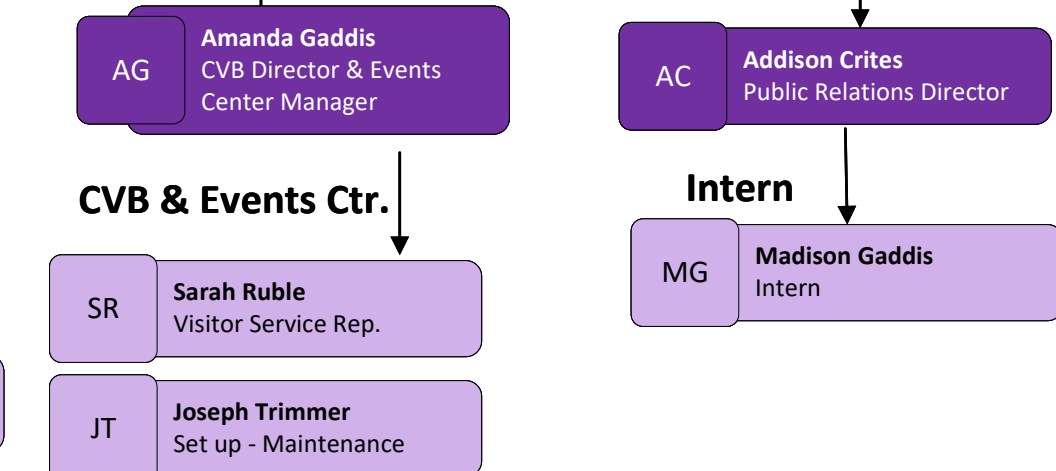 AG
Amanda Gaddis
CVB Director & Events
Center Manager
CVB & Events Ctr.
SR
Sarah Ruble
Visitor Service Rep.
JT
Joseph Trimmer
Set up - Maintenance
AC
Addison Crites
Public Relations Director
Intern
MG
Madison Gaddis
Intern